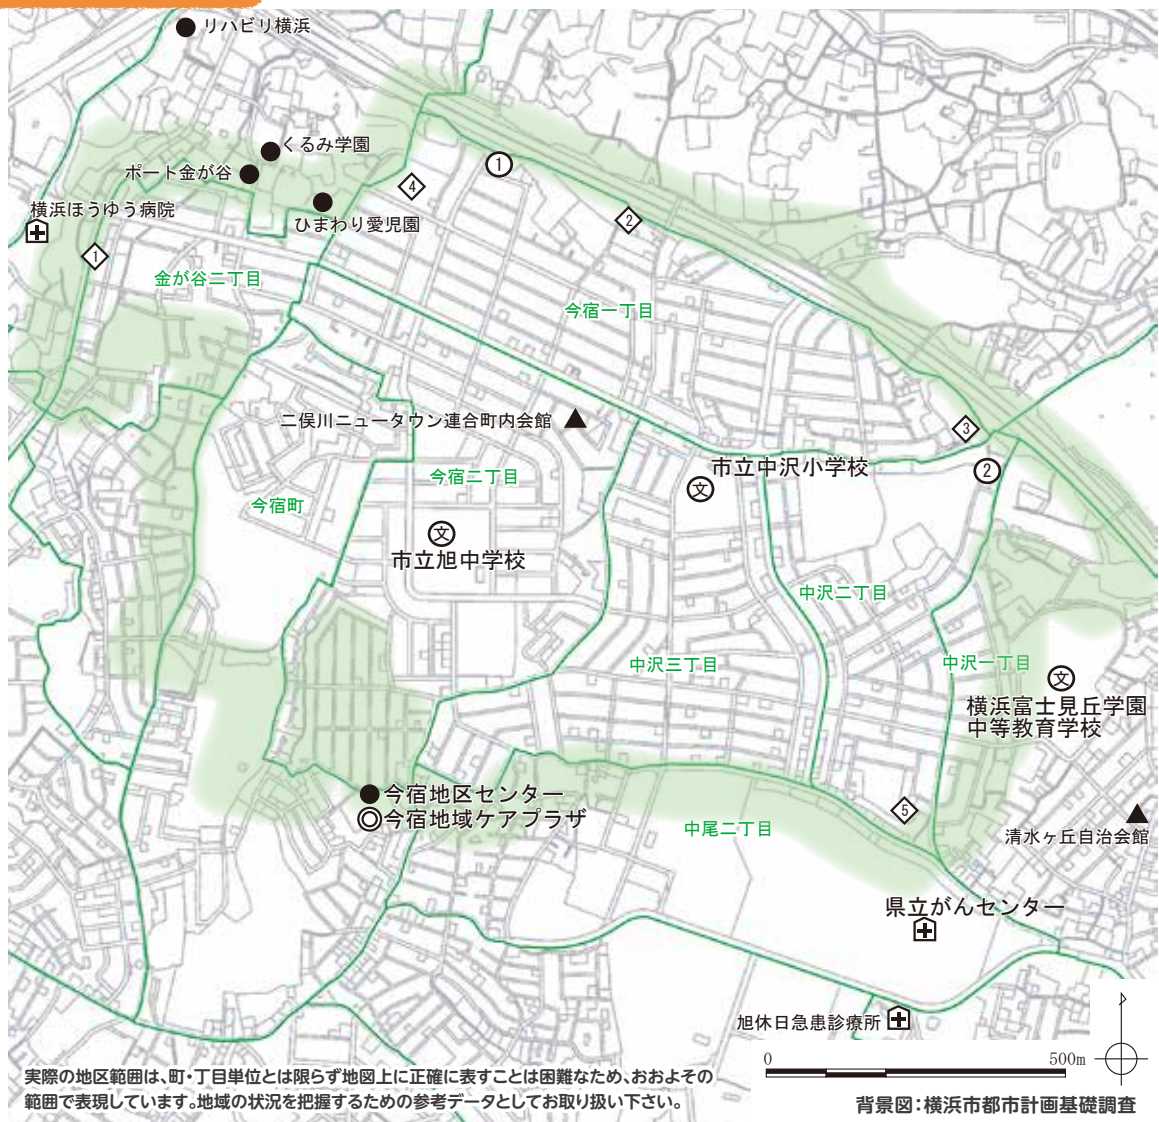 リハビリ横浜
くるみ学園
ポート金が谷
ひまわり愛児園
横浜ほうゆう病院
1
4
1
2
金が谷二丁目
今宿一丁目
二俣川ニュータウン連合町内会館
3
2
市立中沢小学校
文
今宿二丁目
今宿町
文
市立旭中学校
中沢二丁目
中沢三丁目
中沢一丁目
文
横浜富士見丘学園
中等教育学校
今宿地区センター
今宿地域ケアプラザ
5
中尾二丁目
清水ヶ丘自治会館
県立がんセンター
旭休日急患診療所
0 500m
実際の地区範囲は、町・丁目単位とは限らず地図上に正確に表すことは困難なため、おおよその
範囲で表現しています。地域の状況を把握するための参考データとしてお取り扱い下さい。
背景図：横浜市都市計画基礎調査